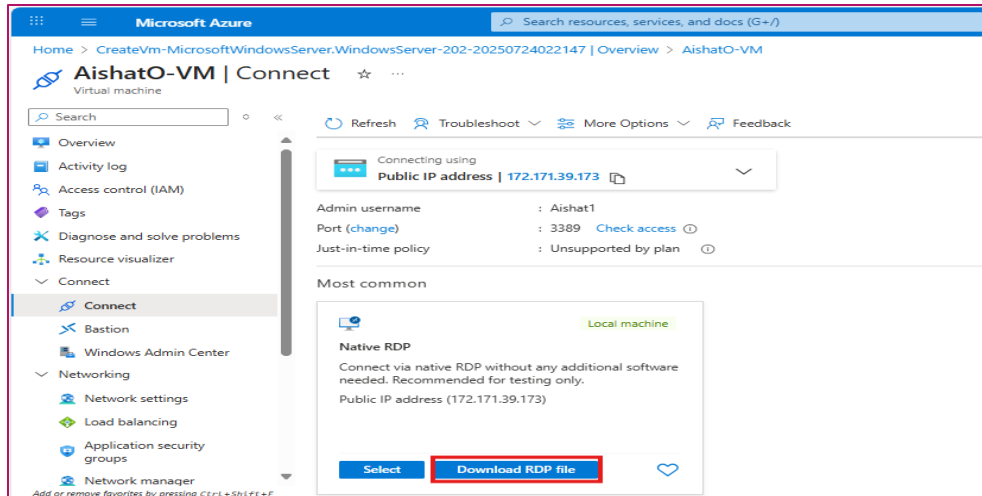 Microsoft Azure
Search resources, services, and docs (G+/)
Home > CreateVm-MicrosoftWindowsServer.WindowsServer-202-20250724022147 | Overview > AishatO-VM
AishatO-VM | Connect
Virtual machine
Search
Overview
Activity log
Access control (IAM)
Tags
Diagnose and solve problems
Resource visualizer
Connect
Connect
Bastion
Windows Admin Center
Networking
Network settings
Load balancing
Application security
groups
Network manager
Add or remove favorites by pressing Ctrl+Shift+F
Refresh Troubleshoot More Options Feedback
Connecting using
Public IP address | 172.171.39.173
Admin username : Aishat1
Port (change) : 3389 Check access
Just-in-time policy : Unsupported by plan
Most common
Local machine
Native RDP
Connect via native RDP without any additional software
needed. Recommended for testing only.
Public IP address (172.171.39.173)
Select Download RDP file